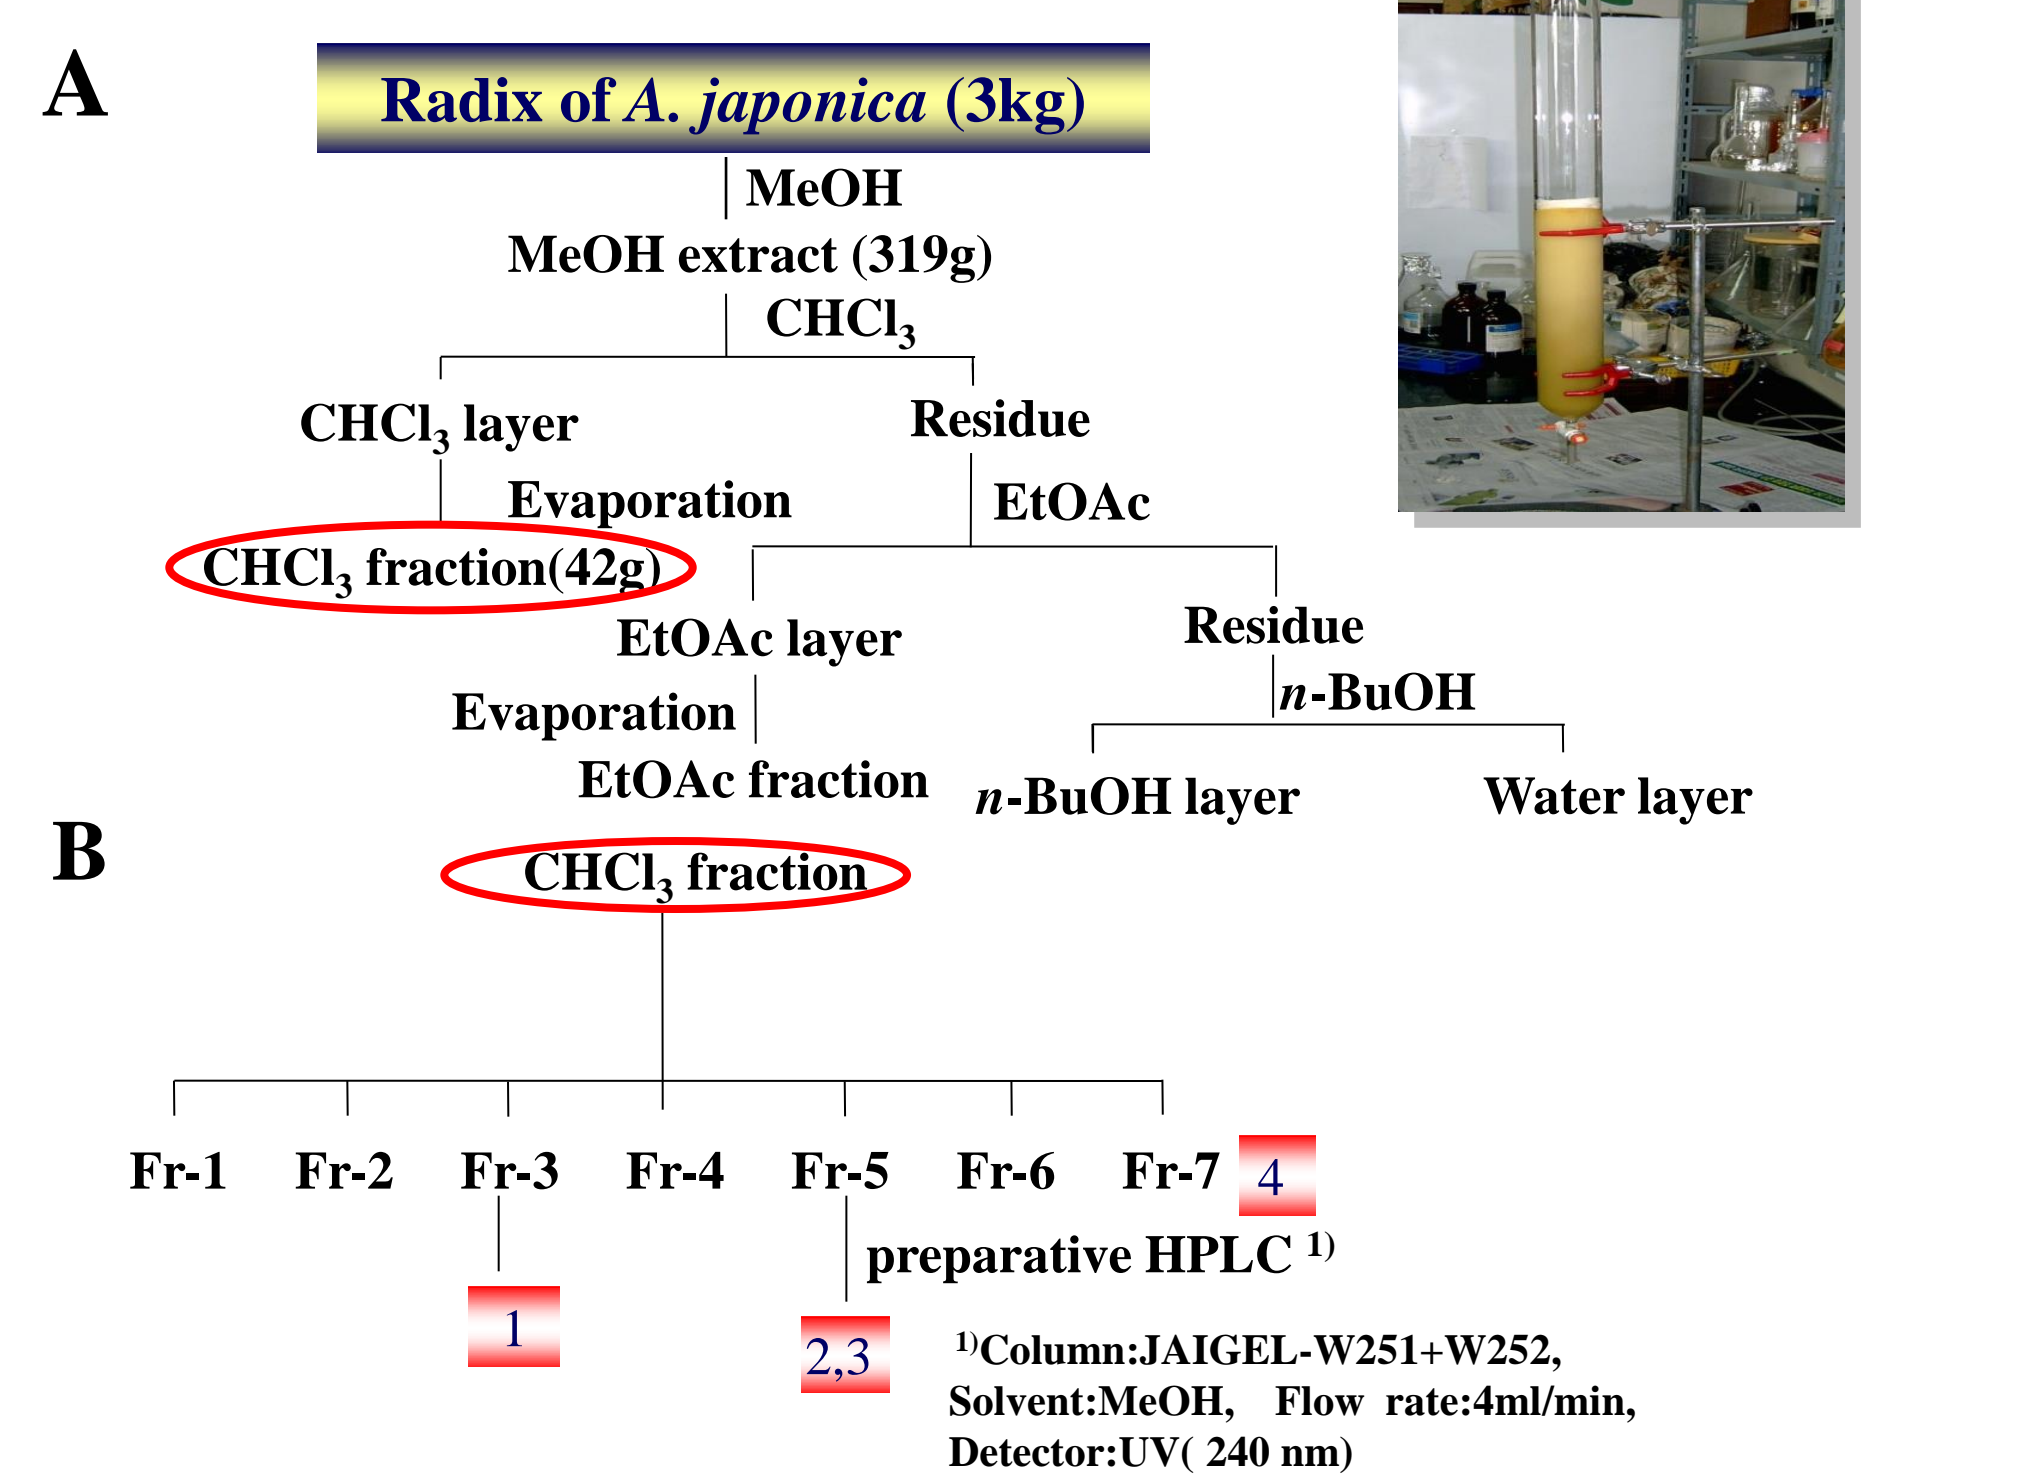 A
Radix of A. japonica (3kg)
MeOH
MeOH extract (319g)
CHCl₃
CHCl₃ layer
Residue
Evaporation
EtOAc
CHCl₃ fraction(42g)
EtOAc layer
Residue
Evaporation
n-BuOH
EtOAc fraction
n-BuOH layer
Water layer
B
CHCl₃ fraction
Fr-1 Fr-2 Fr-3 Fr-4 Fr-5 Fr-6 Fr-7 4
preparative HPLC ¹⁾
1
2,3
¹⁾Column:JAIGEL-W251+W252,
Solvent:MeOH, Flow rate:4ml/min,
Detector:UV( 240 nm)